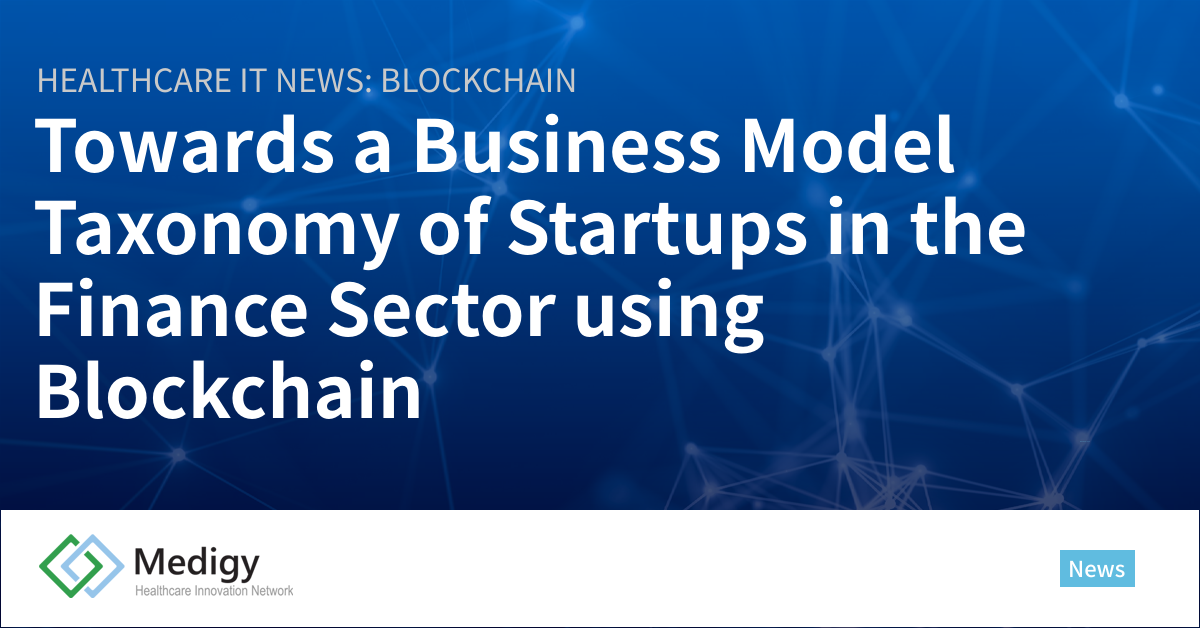 HEALTHCARE IT NEWS: BLOCKCHAIN
Towards a Business Model
Taxonomy of Startups in the
Finance Sector using
Blockchain
Medigy
Healthcare Innovation Network
News